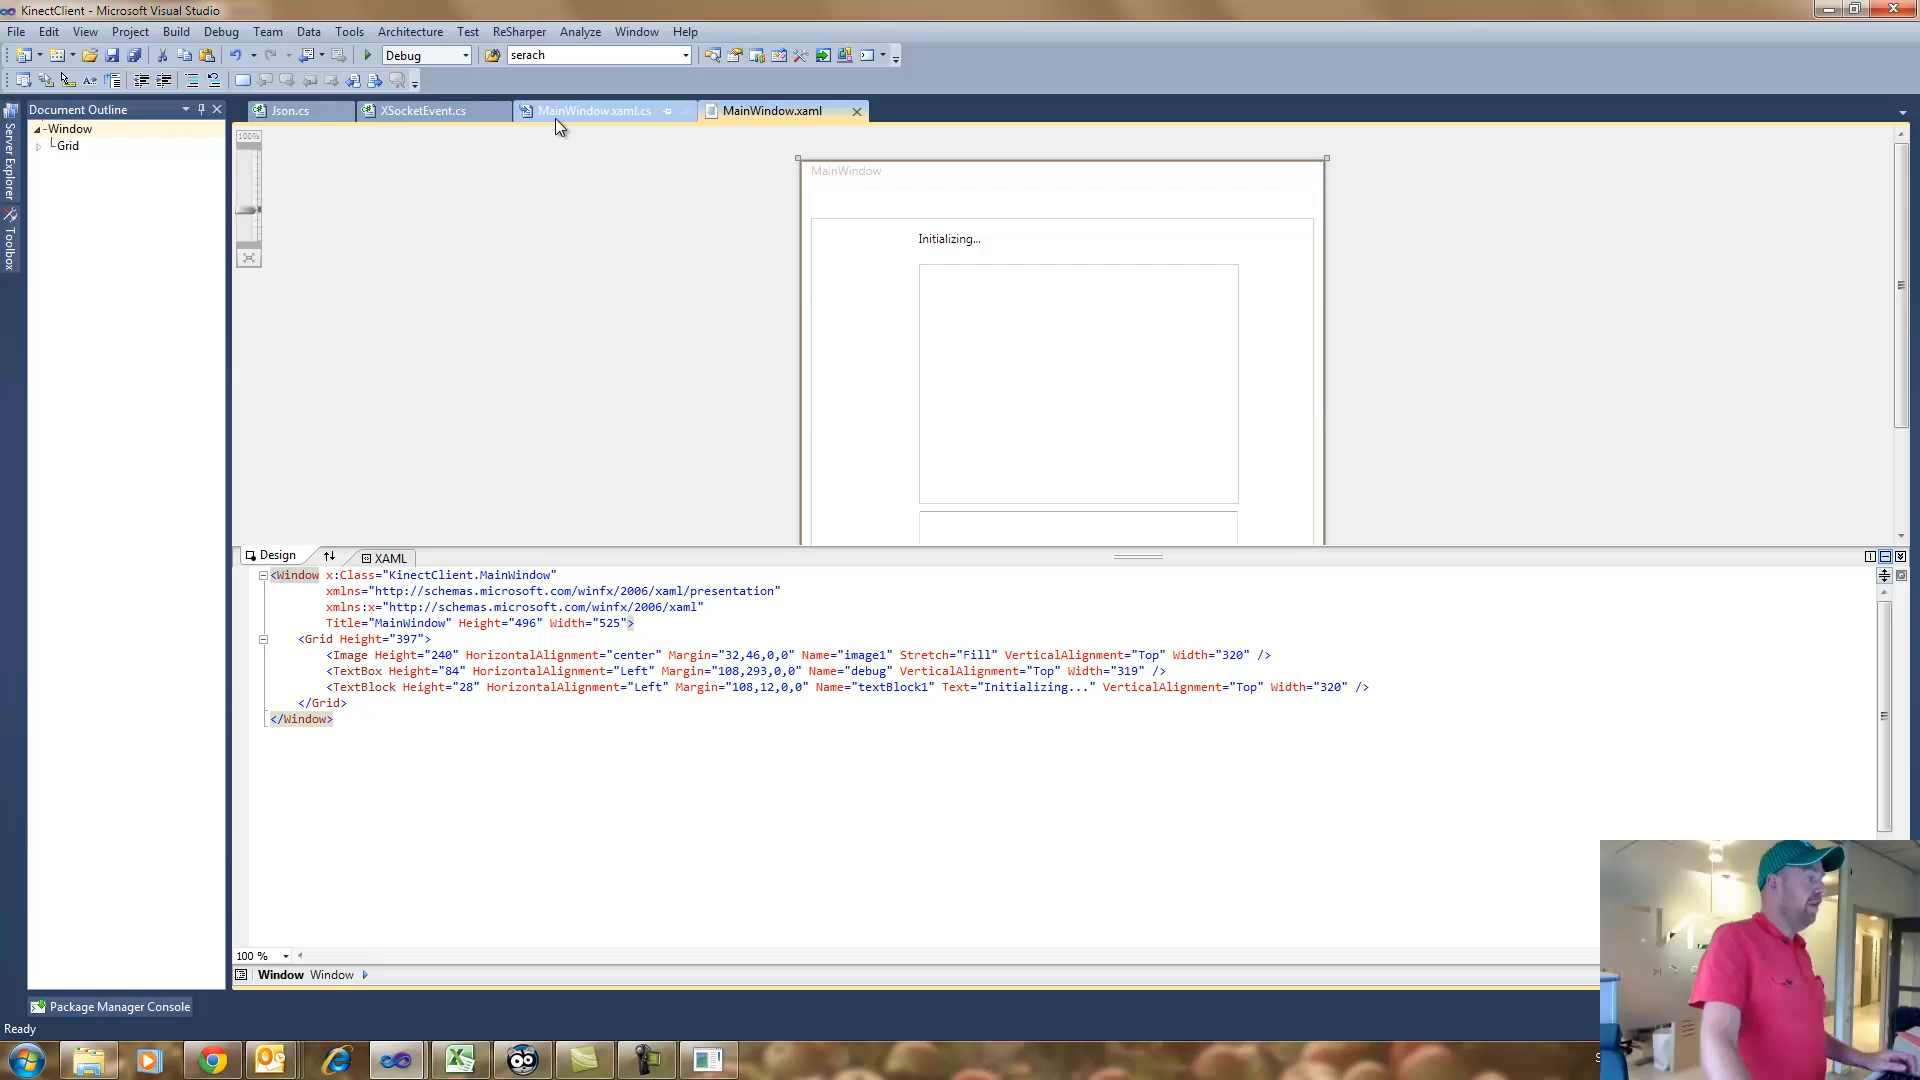 KinectClient - Microsoft Visual Studio
File Edit View Project Build Debug Team Data Tools Architecture Test ReSharper Analyze Window Help
Debug serach
Document Outline
Window
Grid
Server Explorer
Toolbox
Json.cs XSocketEvent.cs MainWindow.xaml.cs MainWindow.xaml
100%
MainWindow
Initializing...
Design XAML
<Window x:Class="KinectClient.MainWindow"
xmlns="http://schemas.microsoft.com/winfx/2006/xaml/presentation"
xmlns:x="http://schemas.microsoft.com/winfx/2006/xaml"
Title="MainWindow" Height="496" Width="525">
<Grid Height="397">
<Image Height="240" HorizontalAlignment="center" Margin="32,46,0,0" Name="image1" Stretch="Fill" VerticalAlignment="Top" Width="320" />
<TextBox Height="84" HorizontalAlignment="Left" Margin="108,293,0,0" Name="debug" VerticalAlignment="Top" Width="319" />
<TextBlock Height="28" HorizontalAlignment="Left" Margin="108,12,0,0" Name="textBlock1" Text="Initializing..." VerticalAlignment="Top" Width="320" />
</Grid>
</Window>
100 %
Window Window
Package Manager Console
Ready